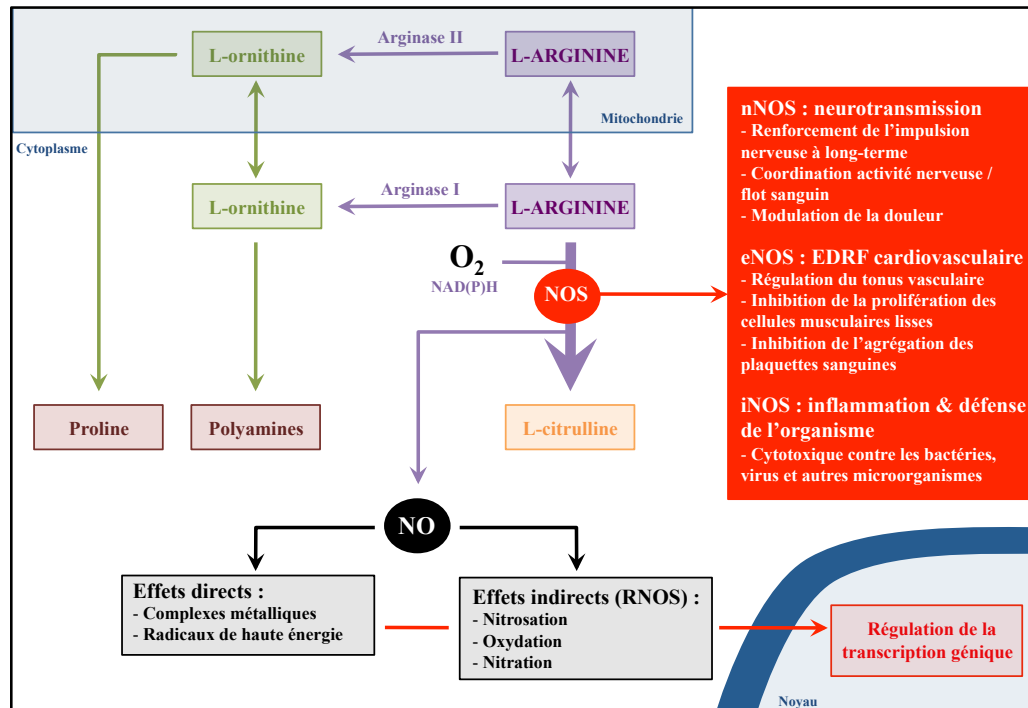 Arginase II
L-ornithine
L-ARGININE
Mitochondrie
Cytoplasme
Arginase I
L-ornithine
L-ARGININE
O2
NAD(P)H
NOS
nNOS : neurotransmission
- Renforcement de l'impulsion
nerveuse à long-terme
- Coordination activité nerveuse /
flot sanguin
- Modulation de la douleur
eNOS : EDRF cardiovasculaire
- Régulation du tonus vasculaire
- Inhibition de la prolifération des
cellules musculaires lisses
- Inhibition de l'agrégation des
plaquettes sanguines
iNOS : inflammation & défense
de l'organisme
- Cytotoxique contre les bactéries,
virus et autres microorganismes
Proline
Polyamines
L-citrulline
NO
Effets directs :
- Complexes métalliques
- Radicaux de haute énergie
Effets indirects (RNOS) :
- Nitrosation
- Oxydation
- Nitration
Régulation de la
transcription génique
Noyau